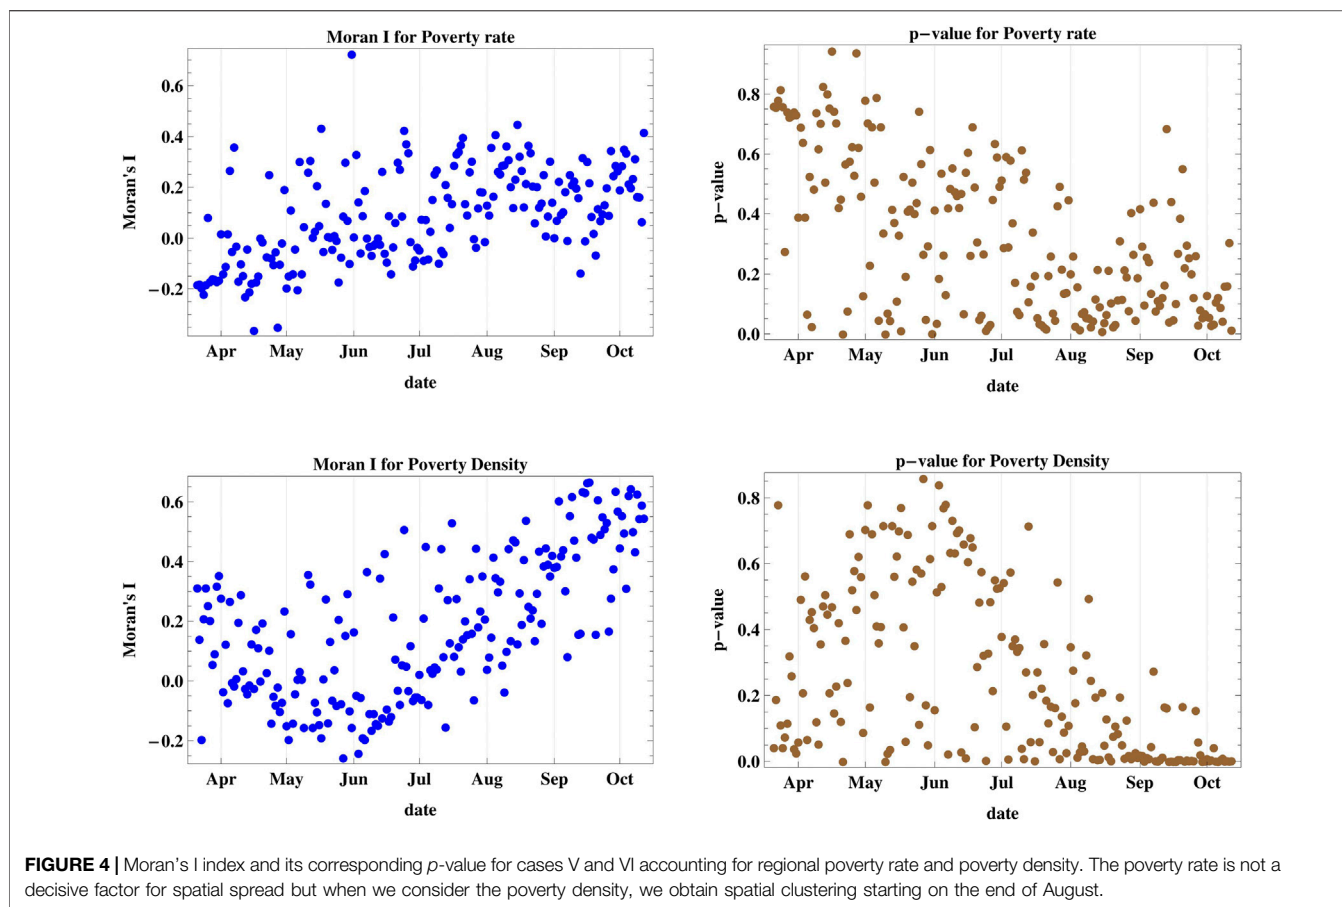 Moran I for Poverty rate
Moran's I
0.6
0.4
0.2
0.0
−0.2
Apr May Jun Jul Aug Sep Oct
date
p−value for Poverty rate
p−value
0.8
0.6
0.4
0.2
0.0
Apr May Jun Jul Aug Sep Oct
date
Moran I for Poverty Density
Moran's I
0.6
0.4
0.2
0.0
−0.2
Apr May Jun Jul Aug Sep Oct
date
p−value for Poverty Density
p−value
0.8
0.6
0.4
0.2
0.0
Apr May Jun Jul Aug Sep Oct
date
FIGURE 4 | Moran's I index and its corresponding p-value for cases V and VI accounting for regional poverty rate and poverty density. The poverty rate is not a
decisive factor for spatial spread but when we consider the poverty density, we obtain spatial clustering starting on the end of August.